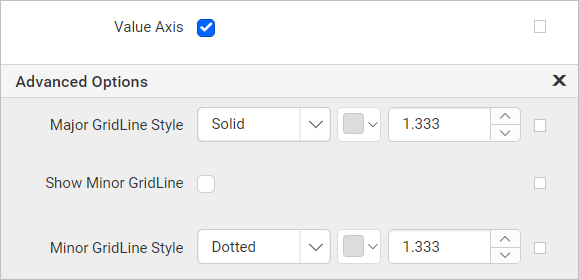 Value Axis
Advanced Options
Major GridLine Style Solid 1.333
Show Minor GridLine
Minor GridLine Style Dotted 1.333